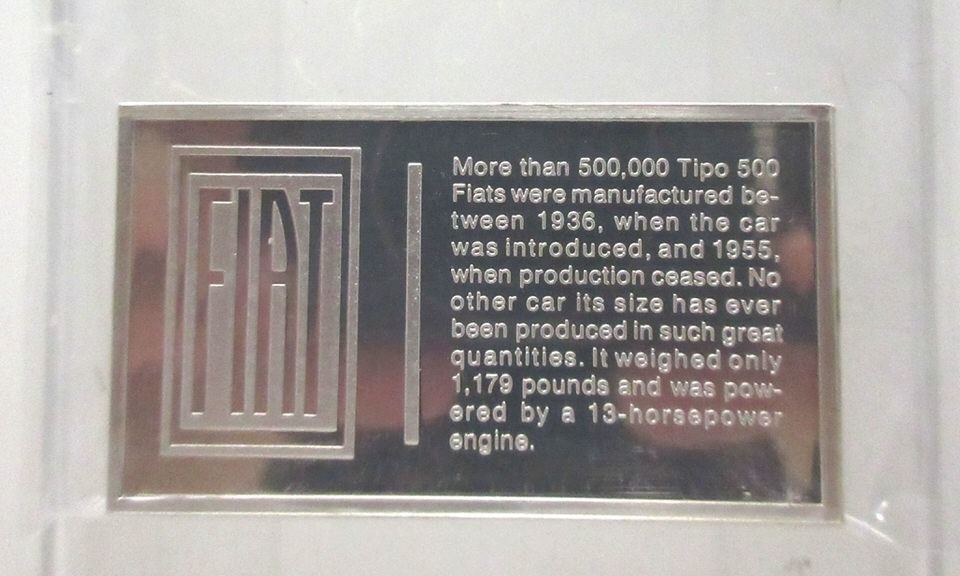 FIAT
More than 500,000 Tipo 500
Fiats were manufactured be-
tween 1936, when the car
was introduced, and 1955,
when production ceased. No
other car its size has ever
been produced in such great
quantities. It weighed only
1,179 pounds and was pow-
ered by a 13-horsepower
engine.